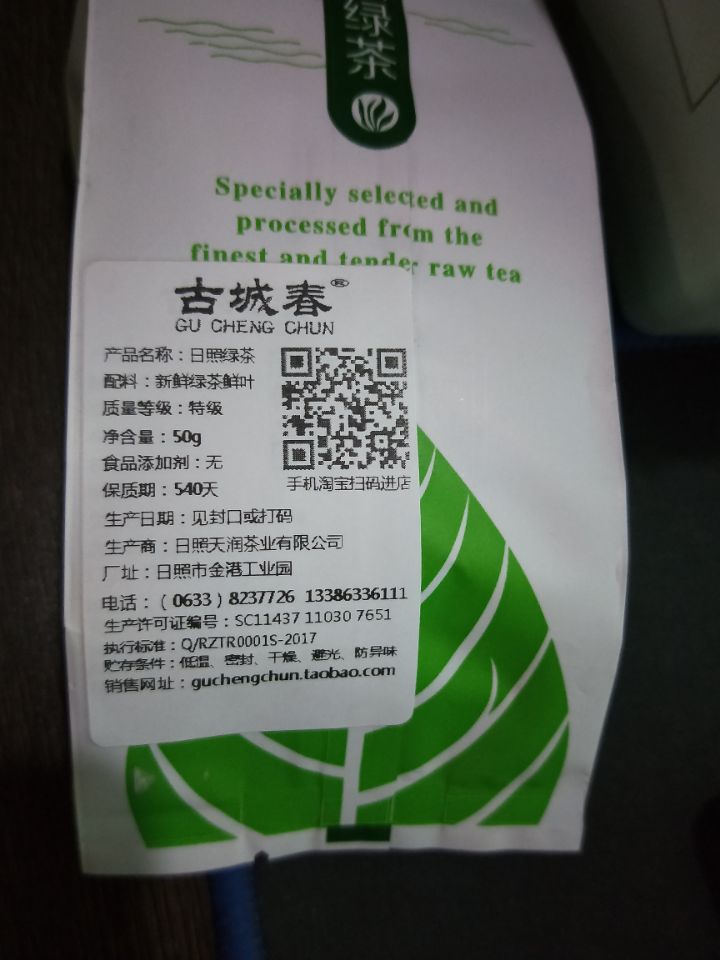 绿茶
Specially selected and
processed from the
finest and tender raw tea
古城春®
GU CHENG CHUN
产品名称：日照绿茶
配料：新鲜绿茶鲜叶
质量等级：特级
净含量：50g
食品添加剂：无
保质期：540天
手机淘宝扫码进店
生产日期：见封口或打码
生产商：日照天润茶业有限公司
厂址：日照市金港工业园
电话：（0633）8237726 13386336111
生产许可证编号：SC11437 11030 7651
执行标准：Q/RZTR0001S-2017
贮存条件：低温、密封、干燥、避光、防异味
销售网址：guchengchun.taobao.com